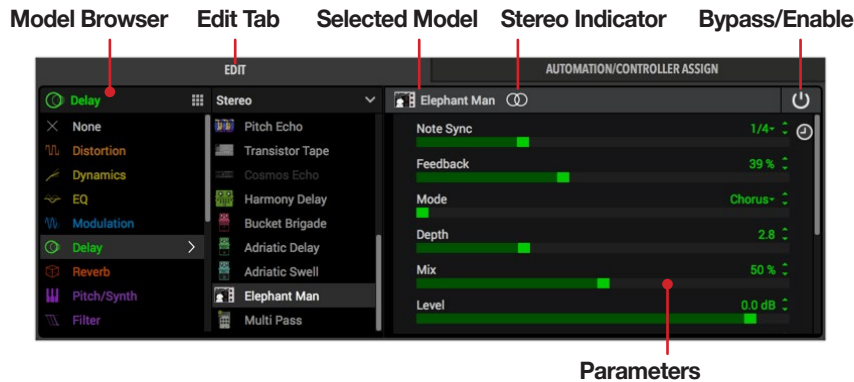 Model Browser Edit Tab Selected Model Stereo Indicator Bypass/Enable
EDIT AUTOMATION/CONTROLLER ASSIGN
Delay Stereo Elephant Man
None
Distortion
Dynamics
EQ
Modulation
Delay
Reverb
Pitch/Synth
Filter
Pitch Echo
Transistor Tape
Cosmos Echo
Harmony Delay
Bucket Brigade
Adriatic Delay
Adriatic Swell
Elephant Man
Multi Pass
Note Sync 1/4
Feedback 39 %
Mode Chorus
Depth 2.8
Mix 50 %
Level 0.0 dB
Parameters